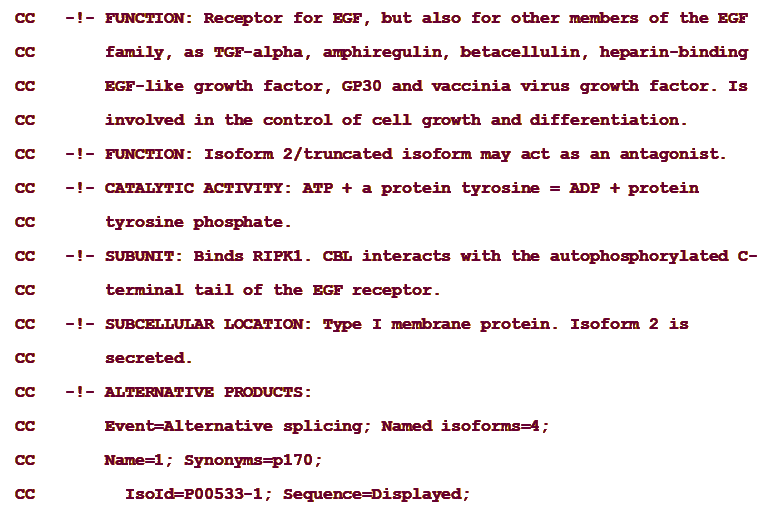 CC -!- FUNCTION: Receptor for EGF, but also for other members of the EGF
CC family, as TGF-alpha, amphiregulin, betacellulin, heparin-binding
CC EGF-like growth factor, GP30 and vaccinia virus growth factor. Is
CC involved in the control of cell growth and differentiation.
CC -!- FUNCTION: Isoform 2/truncated isoform may act as an antagonist.
CC -!- CATALYTIC ACTIVITY: ATP + a protein tyrosine = ADP + protein
CC tyrosine phosphate.
CC -!- SUBUNIT: Binds RIPK1. CBL interacts with the autophosphorylated C-
CC terminal tail of the EGF receptor.
CC -!- SUBCELLULAR LOCATION: Type I membrane protein. Isoform 2 is
CC secreted.
CC -!- ALTERNATIVE PRODUCTS:
CC Event=Alternative splicing; Named isoforms=4;
CC Name=1; Synonyms=p170;
CC IsoId=P00533-1; Sequence=Displayed;